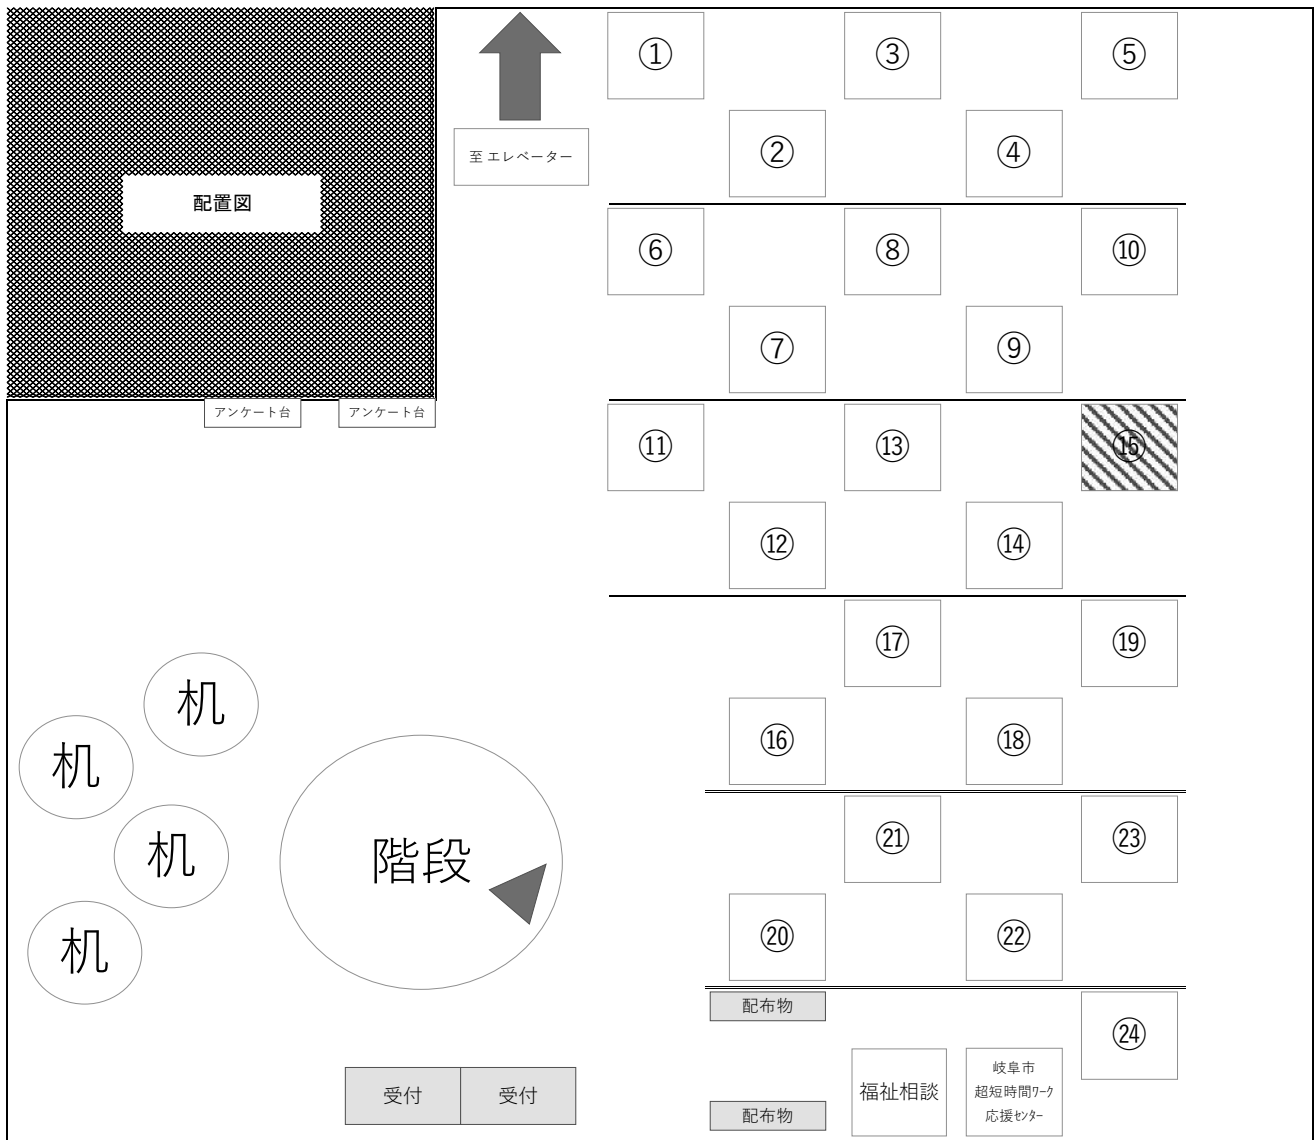 ①
③
⑤
②
④
至 エレベーター
配置図
⑥
⑧
⑩
⑦
⑨
アンケート台
アンケート台
⑪
⑬
⑮
⑫
⑭
⑰
⑲
⑯
⑱
机
机
机
机
階段
㉑
㉓
⑳
㉒
配布物
㉔
受付
受付
配布物
福祉相談
岐阜市
超短時間ワーク
応援センター